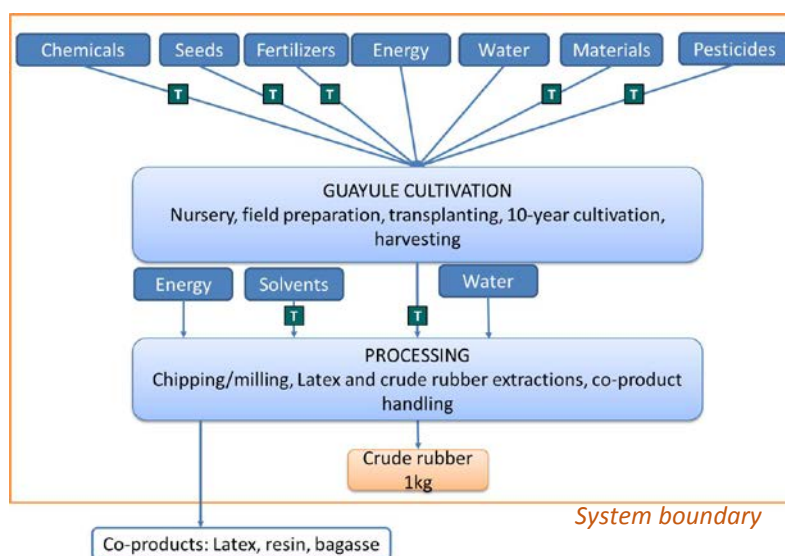 Chemicals Seeds Fertilizers Energy Water Materials Pesticides
T T T T T
GUAYULE CULTIVATION
Nursery, field preparation, transplanting, 10-year cultivation,
harvesting
Energy Solvents Water
T T
PROCESSING
Chipping/milling, Latex and crude rubber extractions, co-product
handling
Crude rubber
1kg
System boundary
Co-products: Latex, resin, bagasse